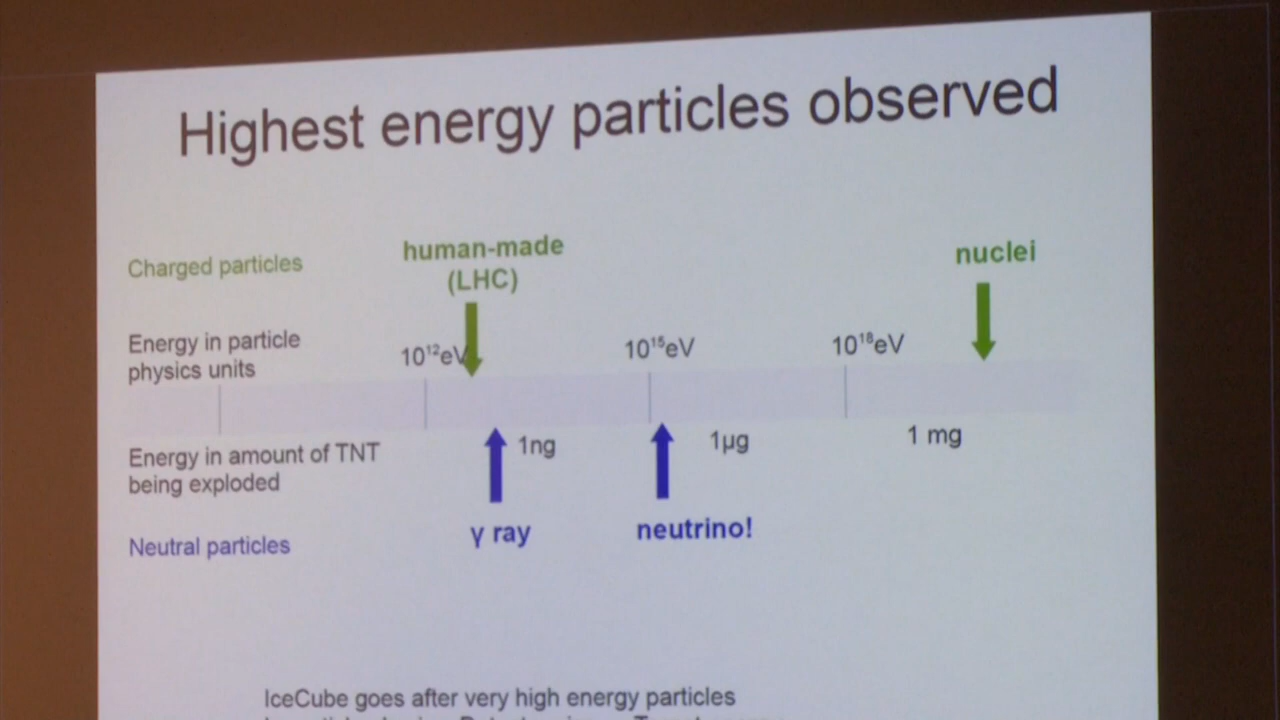 Highest energy particles observed
Charged particles
human-made
(LHC)
nuclei
Energy in particle
physics units
10¹²eV
10¹⁵eV
10¹⁸eV
Energy in amount of TNT
being exploded
1ng
1µg
1 mg
Neutral particles
γ ray
neutrino!
IceCube goes after very high energy particles